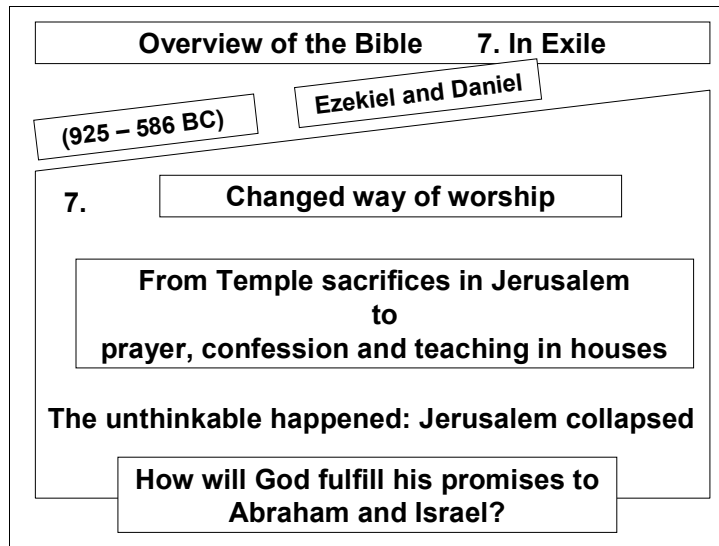 Overview of the Bible 7. In Exile
Ezekiel and Daniel
(925 – 586 BC)
7.
Changed way of worship
From Temple sacrifices in Jerusalem
to
prayer, confession and teaching in houses
The unthinkable happened: Jerusalem collapsed
How will God fulfill his promises to
Abraham and Israel?